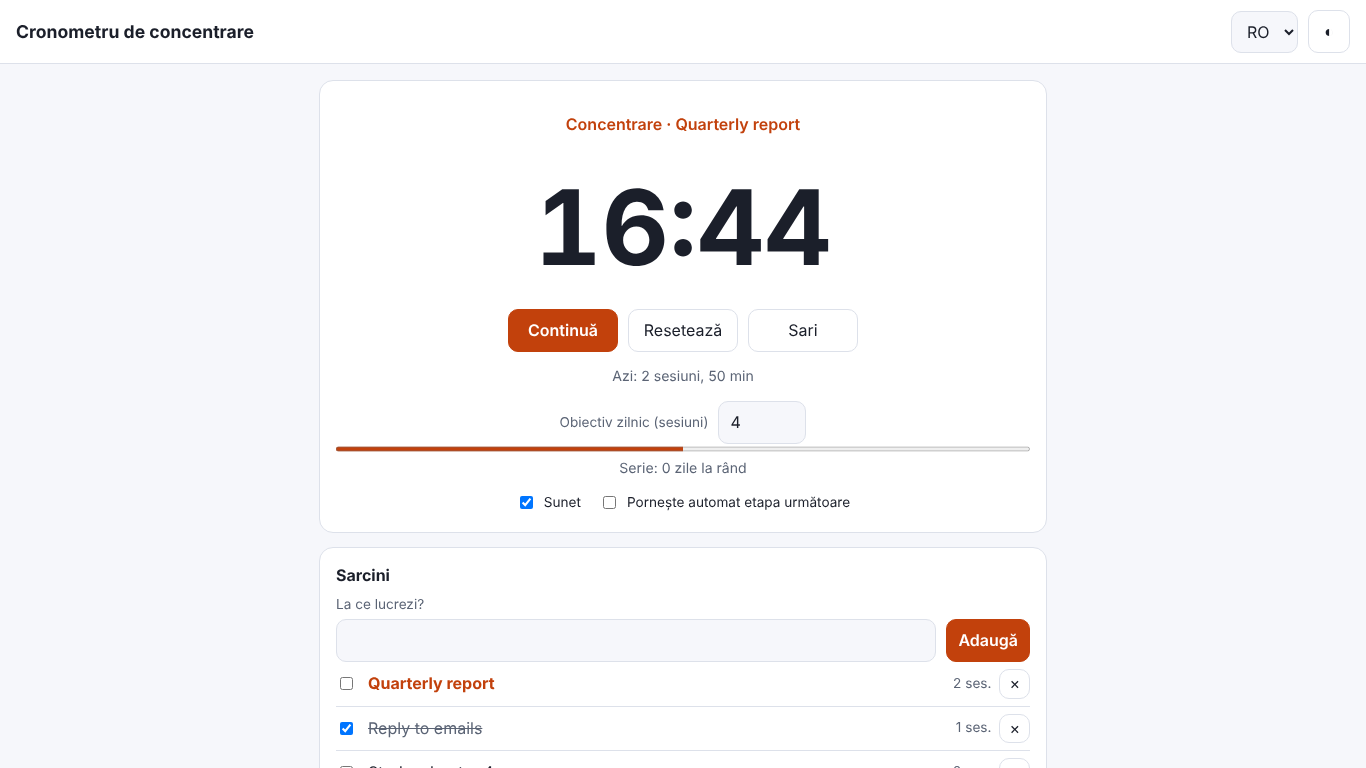 Cronometru de concentrare
RO
Concentrare · Quarterly report
16:44
Continuă
Resetează
Sari
Azi: 2 sesiuni, 50 min
Obiectiv zilnic (sesiuni) 4
Serie: 0 zile la rând
Sunet
Pornește automat etapa următoare
Sarcini
La ce lucrezi?
Adaugă
Quarterly report 2 ses. ×
Reply to emails 1 ses. ×